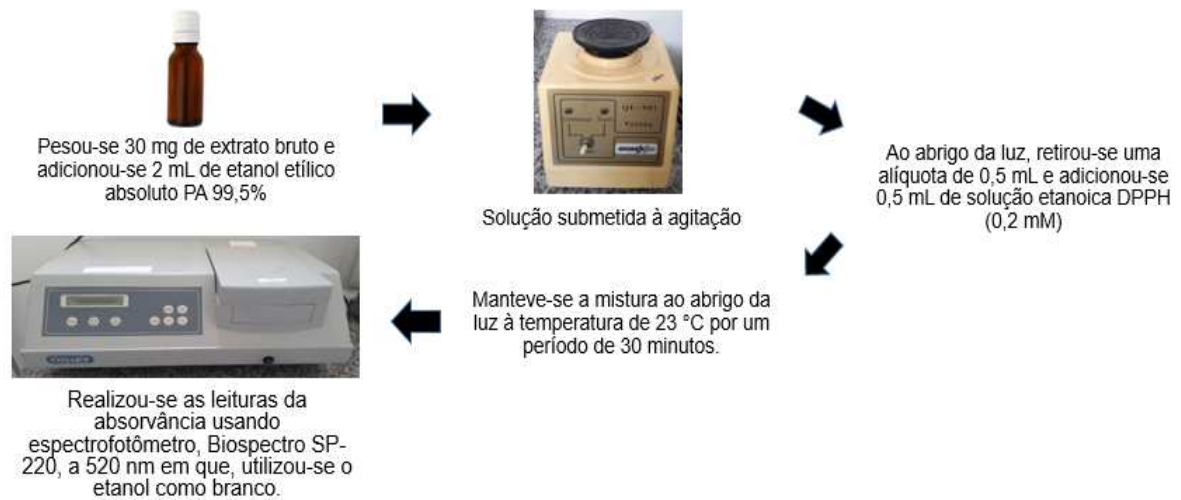 Pesou-se 30 mg de extrato bruto e
adicionou-se 2 mL de etanol etílico
absoluto PA 99,5%
Solução submetida à agitação
Ao abrigo da luz, retirou-se uma
alíquota de 0,5 mL e adicionou-se
0,5 mL de solução etanoica DPPH
(0,2 mM)
Manteve-se a mistura ao abrigo da
luz à temperatura de 23 °C por um
período de 30 minutos.
Realizou-se as leituras da
absorvância usando
espectrofotômetro, Biospectro SP-
220, a 520 nm em que, utilizou-se o
etanol como branco.